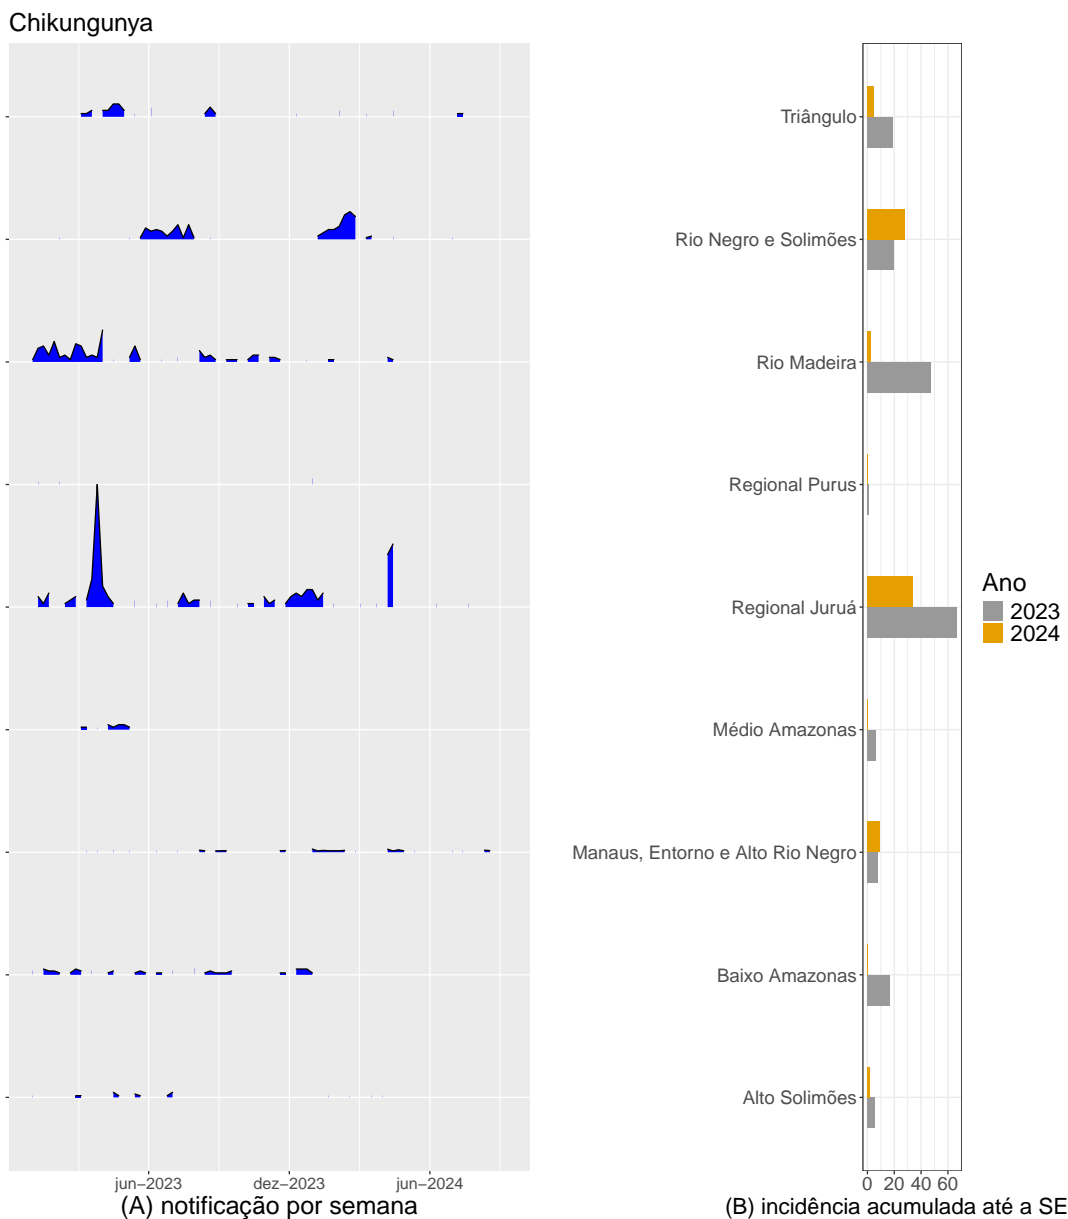 Chikungunya
Triângulo
Rio Negro e Solimões
Rio Madeira
Regional Purus
Regional Juruá
Médio Amazonas
Manaus, Entorno e Alto Rio Negro
Baixo Amazonas
Alto Solimões
Ano
2023
2024
jun−2023 dez−2023 jun−2024
0 20 40 60
(A) notificação por semana
(B) incidência acumulada até a SE